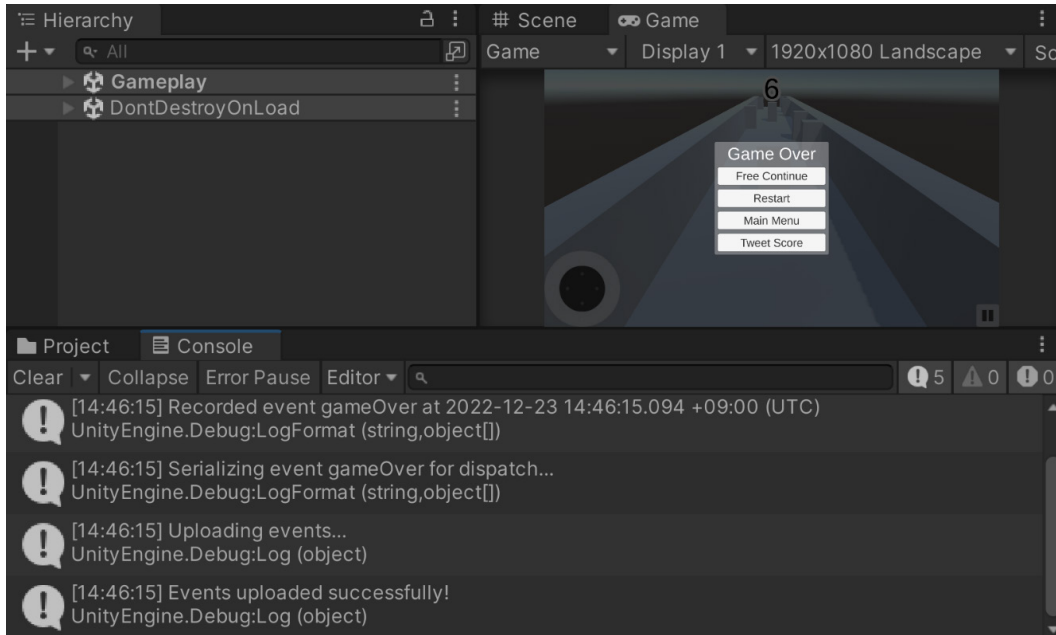 Hierarchy
All
Gameplay
DontDestroyOnLoad
Scene
Game
Game
Display 1
1920x1080 Landscape
Sc
6
Game Over
Free Continue
Restart
Main Menu
Tweet Score
Project
Console
Clear
Collapse
Error Pause
Editor
5
0
0
[14:46:15] Recorded event gameOver at 2022-12-23 14:46:15.094 +09:00 (UTC)
UnityEngine.Debug:LogFormat (string,object[])
[14:46:15] Serializing event gameOver for dispatch...
UnityEngine.Debug:LogFormat (string,object[])
[14:46:15] Uploading events...
UnityEngine.Debug:Log (object)
[14:46:15] Events uploaded successfully!
UnityEngine.Debug:Log (object)